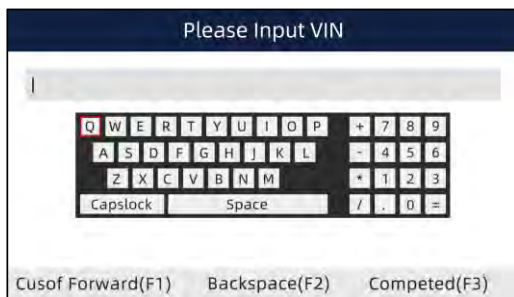 Please Input VIN
Q W E R T Y U I O P + 7 8 9
A S D F G H J K L - 4 5 6
Z X C V B N M * 1 2 3
Capslock Space / . 0 =
Cusof Forward(F1) Backspace(F2) Competed(F3)